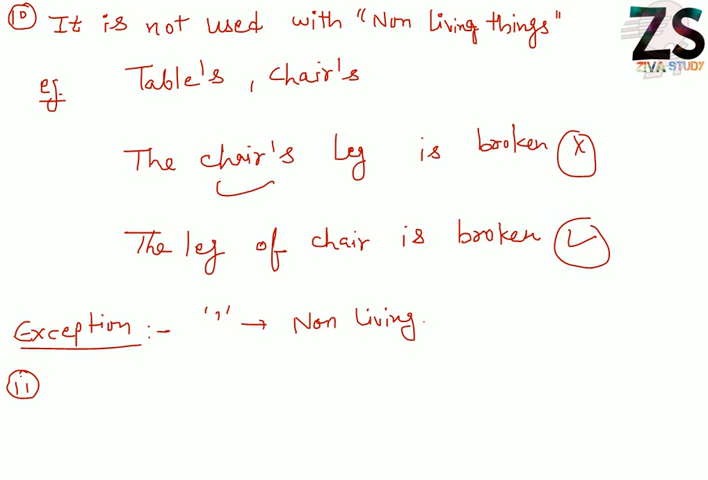 ZS
ZIVA STUDY
① It is not used with "Non Living things"
eg. Table's, Chair's
The chair's leg is broken X
The leg of chair is broken ✓
Exception :- ''' → Non Living.
ii